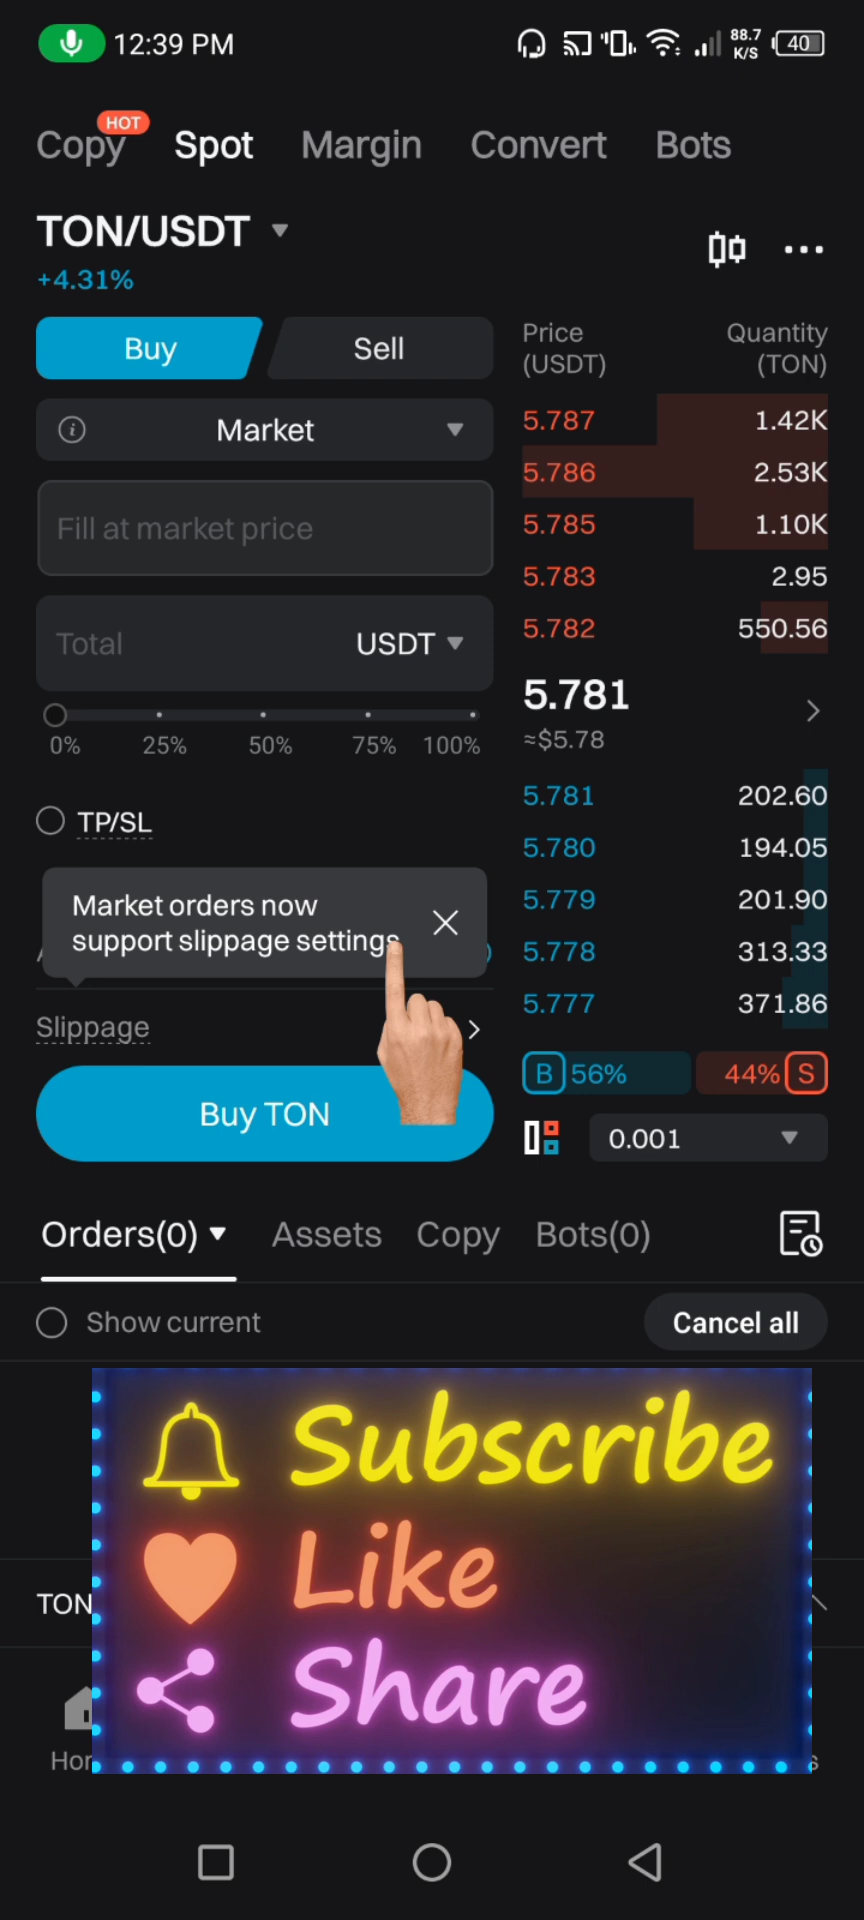 12:39 PM
88.7
K/S
40
HOT
Copy Spot Margin Convert Bots
TON/USDT
+4.31%
Buy Sell
Price
(USDT)
Quantity
(TON)
Market
Fill at market price
Total USDT
0% 25% 50% 75% 100%
TP/SL
Market orders now
support slippage settings
Slippage
Buy TON
5.787 1.42K
5.786 2.53K
5.785 1.10K
5.783 2.95
5.782 550.56
5.781
≈$5.78
5.781 202.60
5.780 194.05
5.779 201.90
5.778 313.33
5.777 371.86
B 56% 44% S
0.001
Orders(0) Assets Copy Bots(0)
Show current Cancel all
Subscribe
Like
Share
TON